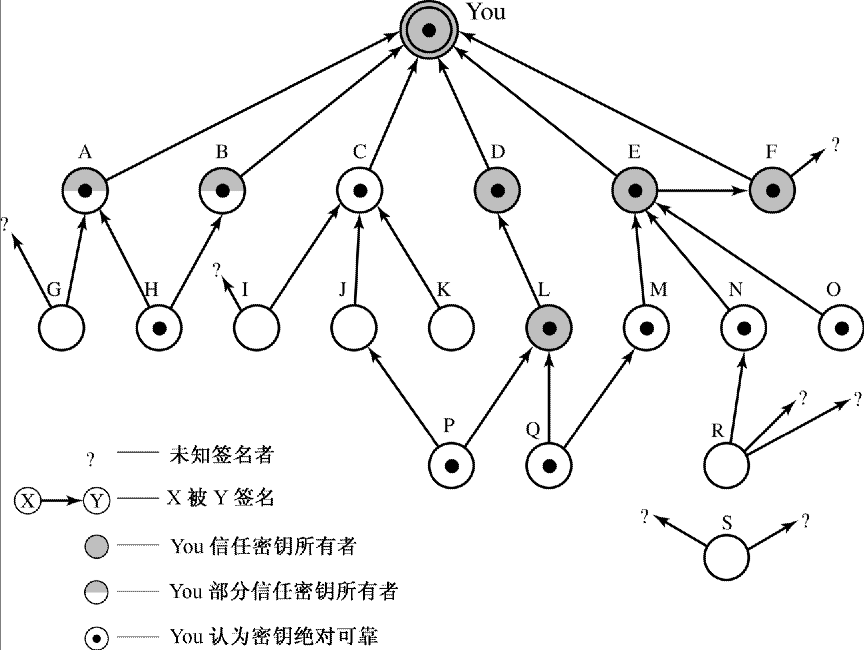 You
A B C D E F ?
? G H ? I J K L M N O
P Q R ? ?
? S ?
? 未知签名者
X Y X 被 Y 签名
You 信任密钥所有者
You 部分信任密钥所有者
You 认为密钥绝对可靠